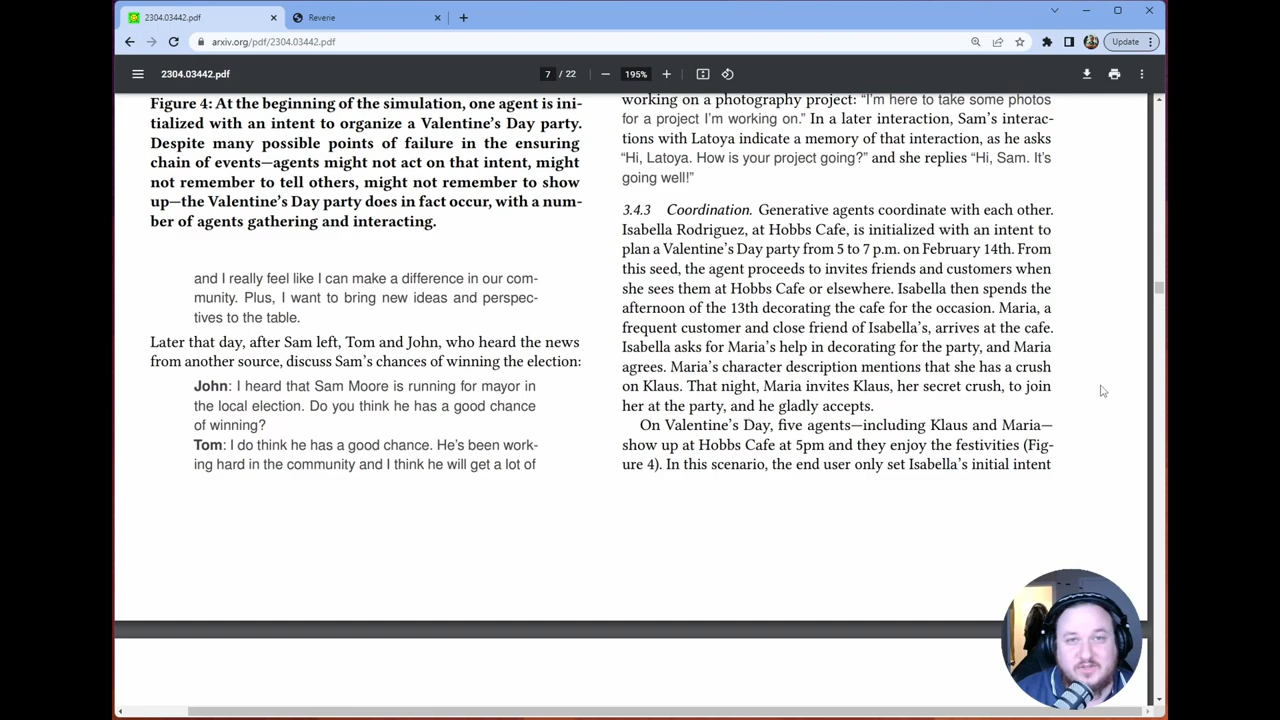 2304.03442.pdf
Reverie
arxiv.org/pdf/2304.03442.pdf
Update
2304.03442.pdf
7 / 22
195%
Figure 4: At the beginning of the simulation, one agent is ini-
tialized with an intent to organize a Valentine's Day party.
Despite many possible points of failure in the ensuring
chain of events—agents might not act on that intent, might
not remember to tell others, might not remember to show
up—the Valentine's Day party does in fact occur, with a num-
ber of agents gathering and interacting.
and I really feel like I can make a difference in our com-
munity. Plus, I want to bring new ideas and perspec-
tives to the table.
Later that day, after Sam left, Tom and John, who heard the news
from another source, discuss Sam's chances of winning the election:
John: I heard that Sam Moore is running for mayor in
the local election. Do you think he has a good chance
of winning?
Tom: I do think he has a good chance. He's been work-
ing hard in the community and I think he will get a lot of
working on a photography project: "I'm here to take some photos
for a project I'm working on." In a later interaction, Sam's interac-
tions with Latoya indicate a memory of that interaction, as he asks
"Hi, Latoya. How is your project going?" and she replies "Hi, Sam. It's
going well!"
3.4.3 Coordination. Generative agents coordinate with each other.
Isabella Rodriguez, at Hobbs Cafe, is initialized with an intent to
plan a Valentine's Day party from 5 to 7 p.m. on February 14th. From
this seed, the agent proceeds to invites friends and customers when
she sees them at Hobbs Cafe or elsewhere. Isabella then spends the
afternoon of the 13th decorating the cafe for the occasion. Maria, a
frequent customer and close friend of Isabella's, arrives at the cafe.
Isabella asks for Maria's help in decorating for the party, and Maria
agrees. Maria's character description mentions that she has a crush
on Klaus. That night, Maria invites Klaus, her secret crush, to join
her at the party, and he gladly accepts.
On Valentine's Day, five agents—including Klaus and Maria—
show up at Hobbs Cafe at 5pm and they enjoy the festivities (Fig-
ure 4). In this scenario, the end user only set Isabella's initial intent